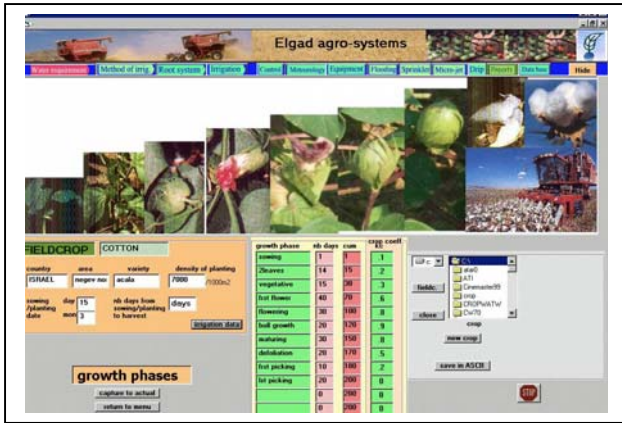 Elgad agro-systems
Water requirement Method of irrig. Root system Irrigation Control Meteorology Equipment Flooding Sprinkler Micro-jet Drip Reports Data base Hide
FIELDCROP COTTON
country area variety density of planting
ISRAEL negev acala 7000 /1000m2
sowing /planting date day 15 mon 3
nb days from sowing/planting to harvest days
irrigation data
growth phases
capture to actual
return to menu
growth phase nb days cum crop coeff.
sowing 1 1 .1
2leaves 14 15 .2
vegetative 15 30 .3
frst flower 40 70 .6
flowering 30 100 .8
boll growth 20 120 .9
maturing 30 150 .8
defoliation 20 170 .5
frst picking 10 180 .2
lst picking 20 200 0
0 200 0
0 200 0
c:
C:\
ATI
Cinemaster99
crop
CROPWATW
CW70
fieldc.
close
crop
new crop
save in ASCII
STOP